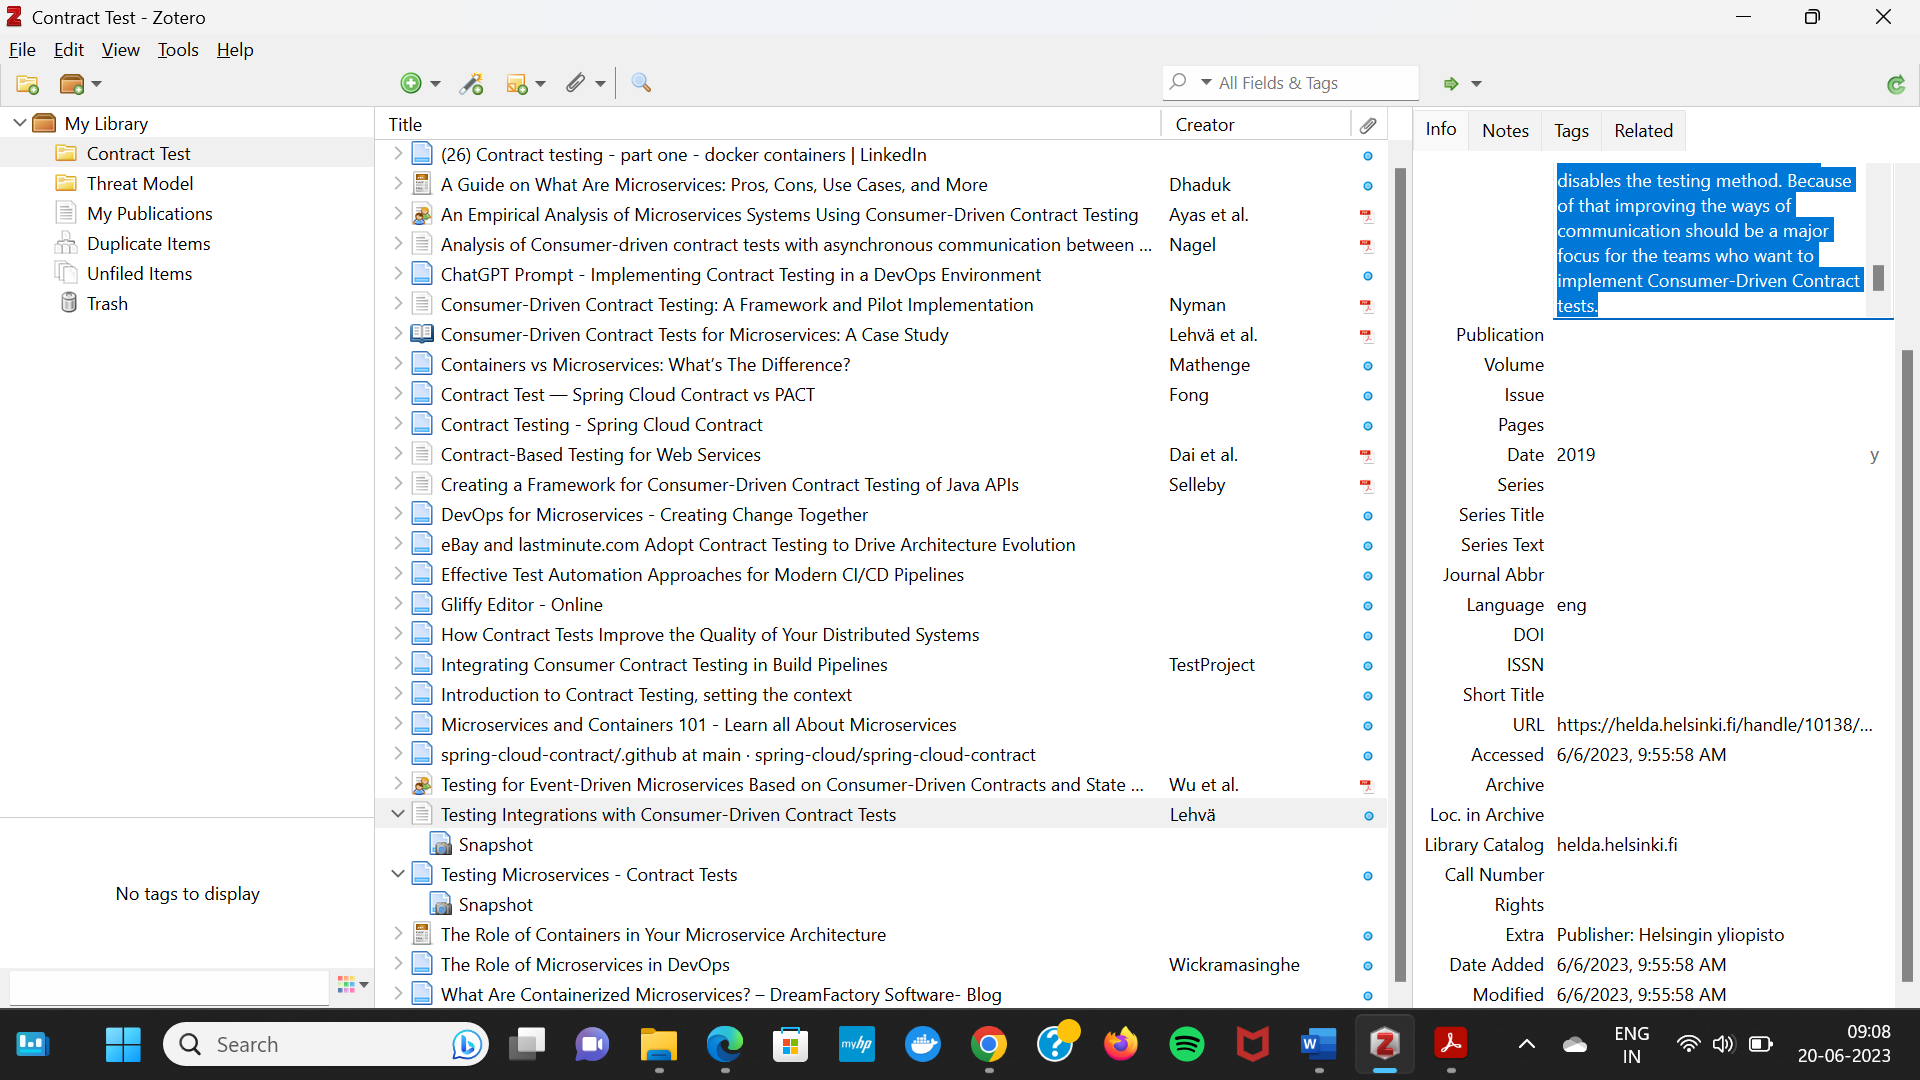 Contract Test - Zotero
File Edit View Tools Help
All Fields & Tags
My Library
Contract Test
Threat Model
My Publications
Duplicate Items
Unfiled Items
Trash
No tags to display
Title Creator
(26) Contract testing - part one - docker containers | LinkedIn
A Guide on What Are Microservices: Pros, Cons, Use Cases, and More Dhaduk
An Empirical Analysis of Microservices Systems Using Consumer-Driven Contract Testing Ayas et al.
Analysis of Consumer-driven contract tests with asynchronous communication between ... Nagel
ChatGPT Prompt - Implementing Contract Testing in a DevOps Environment
Consumer-Driven Contract Testing: A Framework and Pilot Implementation Nyman
Consumer-Driven Contract Tests for Microservices: A Case Study Lehvä et al.
Containers vs Microservices: What’s The Difference? Mathenge
Contract Test — Spring Cloud Contract vs PACT Fong
Contract Testing - Spring Cloud Contract
Contract-Based Testing for Web Services Dai et al.
Creating a Framework for Consumer-Driven Contract Testing of Java APIs Selleby
DevOps for Microservices - Creating Change Together
eBay and lastminute.com Adopt Contract Testing to Drive Architecture Evolution
Effective Test Automation Approaches for Modern CI/CD Pipelines
Gliffy Editor - Online
How Contract Tests Improve the Quality of Your Distributed Systems
Integrating Consumer Contract Testing in Build Pipelines TestProject
Introduction to Contract Testing, setting the context
Microservices and Containers 101 - Learn all About Microservices
spring-cloud-contract/.github at main · spring-cloud/spring-cloud-contract
Testing for Event-Driven Microservices Based on Consumer-Driven Contracts and State ... Wu et al.
Testing Integrations with Consumer-Driven Contract Tests Lehvä
Snapshot
Testing Microservices - Contract Tests
Snapshot
The Role of Containers in Your Microservice Architecture
The Role of Microservices in DevOps Wickramasinghe
What Are Containerized Microservices? – DreamFactory Software- Blog
Info Notes Tags Related
disables the testing method. Because
of that improving the ways of
communication should be a major
focus for the teams who want to
implement Consumer-Driven Contract
tests.
Publication
Volume
Issue
Pages
Date 2019 y
Series
Series Title
Series Text
Journal Abbr
Language eng
DOI
ISSN
Short Title
URL https://helda.helsinki.fi/handle/10138/...
Accessed 6/6/2023, 9:55:58 AM
Archive
Loc. in Archive
Library Catalog helda.helsinki.fi
Call Number
Rights
Extra Publisher: Helsingin yliopisto
Date Added 6/6/2023, 9:55:58 AM
Modified 6/6/2023, 9:55:58 AM
Search
myhp
ENG
IN
09:08
20-06-2023